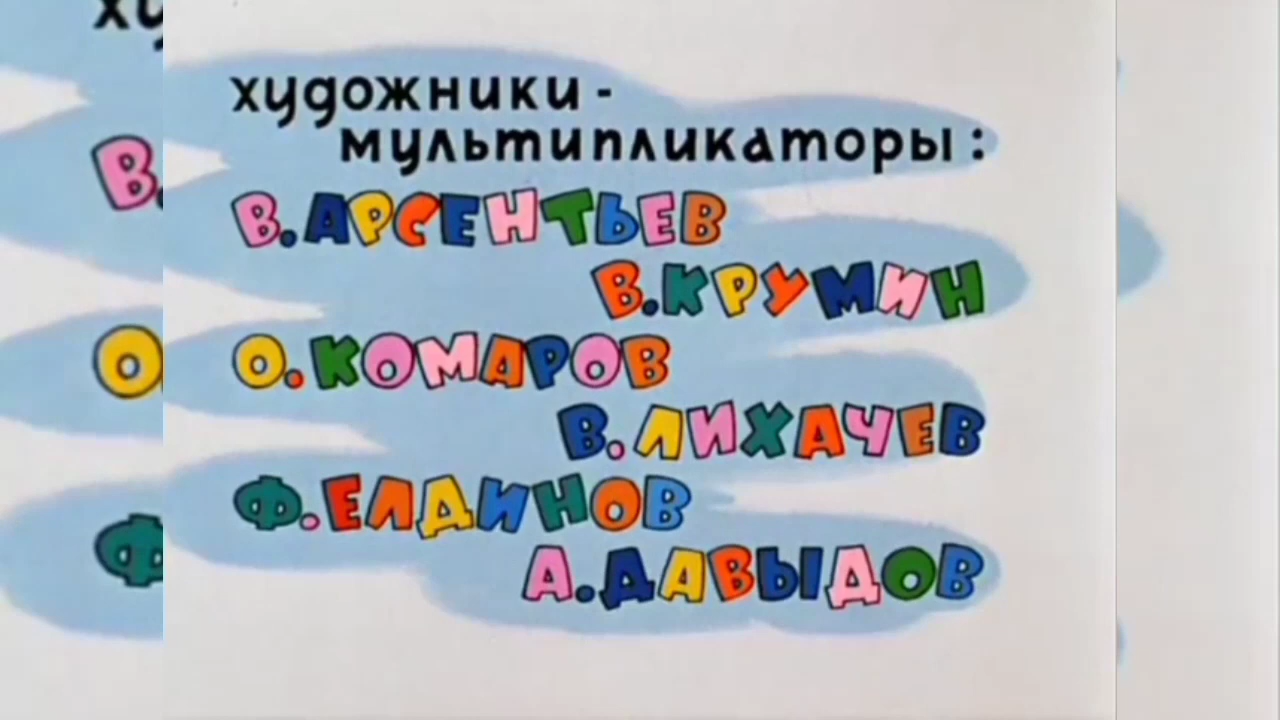 художники-
мультипликаторы:
В.АРСЕНТЬЕВ
В.КРУМИН
О.КОМАРОВ
В.ЛИХАЧЕВ
Ф.ЕЛДИНОВ
А.ДАВЫДОВ